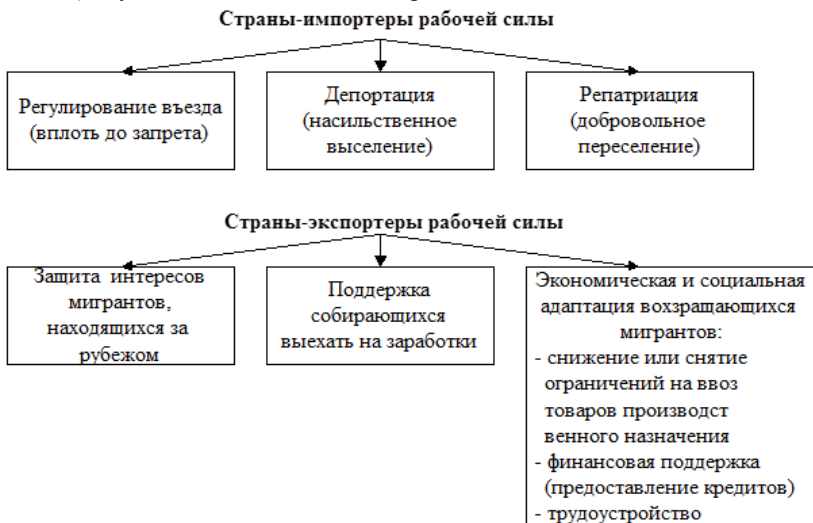 Страны-импортеры рабочей силы
Регулирование въезда
(вплоть до запрета)
Депортация
(насильственное
выселение)
Репатриация
(добровольное
переселение)
Страны-экспортеры рабочей силы
Защита интересов
мигрантов,
находящихся за
рубежом
Поддержка
собирающихся
выехать на заработки
Экономическая и социальная
адаптация вохзращающихся
мигрантов:
- снижение или снятие
ограничений на ввоз
товаров производст
венного назначения
- финансовая поддержка
(предоставление кредитов)
- трудоустройство